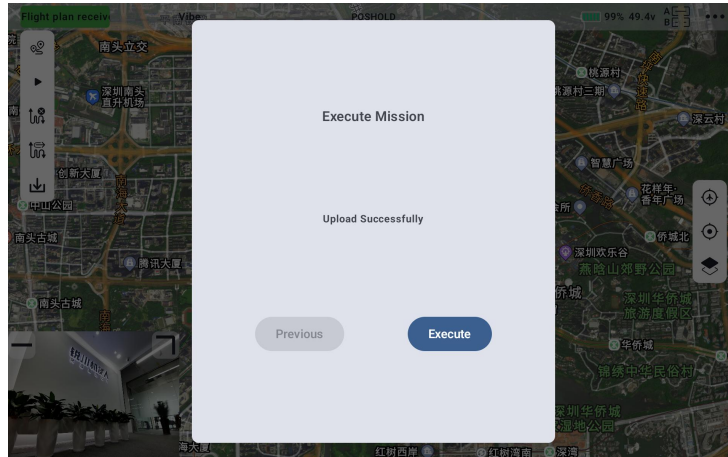 Flight plan receiv
Vibe
POSHOLD
99% 49.4v
A
B
南头立交
桃源村
桃源村三期
深圳南头
直升机场
深云村
智慧广场
创新大厦
花样年·
香年广场
中山公园
侨城北
南头古城
深圳欢乐谷
燕晗山郊野公园
腾讯大厦
侨城
深圳华侨城
旅游度假区
南头古城
华侨城
锦绣中华民俗村
深圳华侨城
湿地公园
海大厦
红树西岸
红树湾南
深湾
Execute Mission
Upload Successfully
Previous
Execute